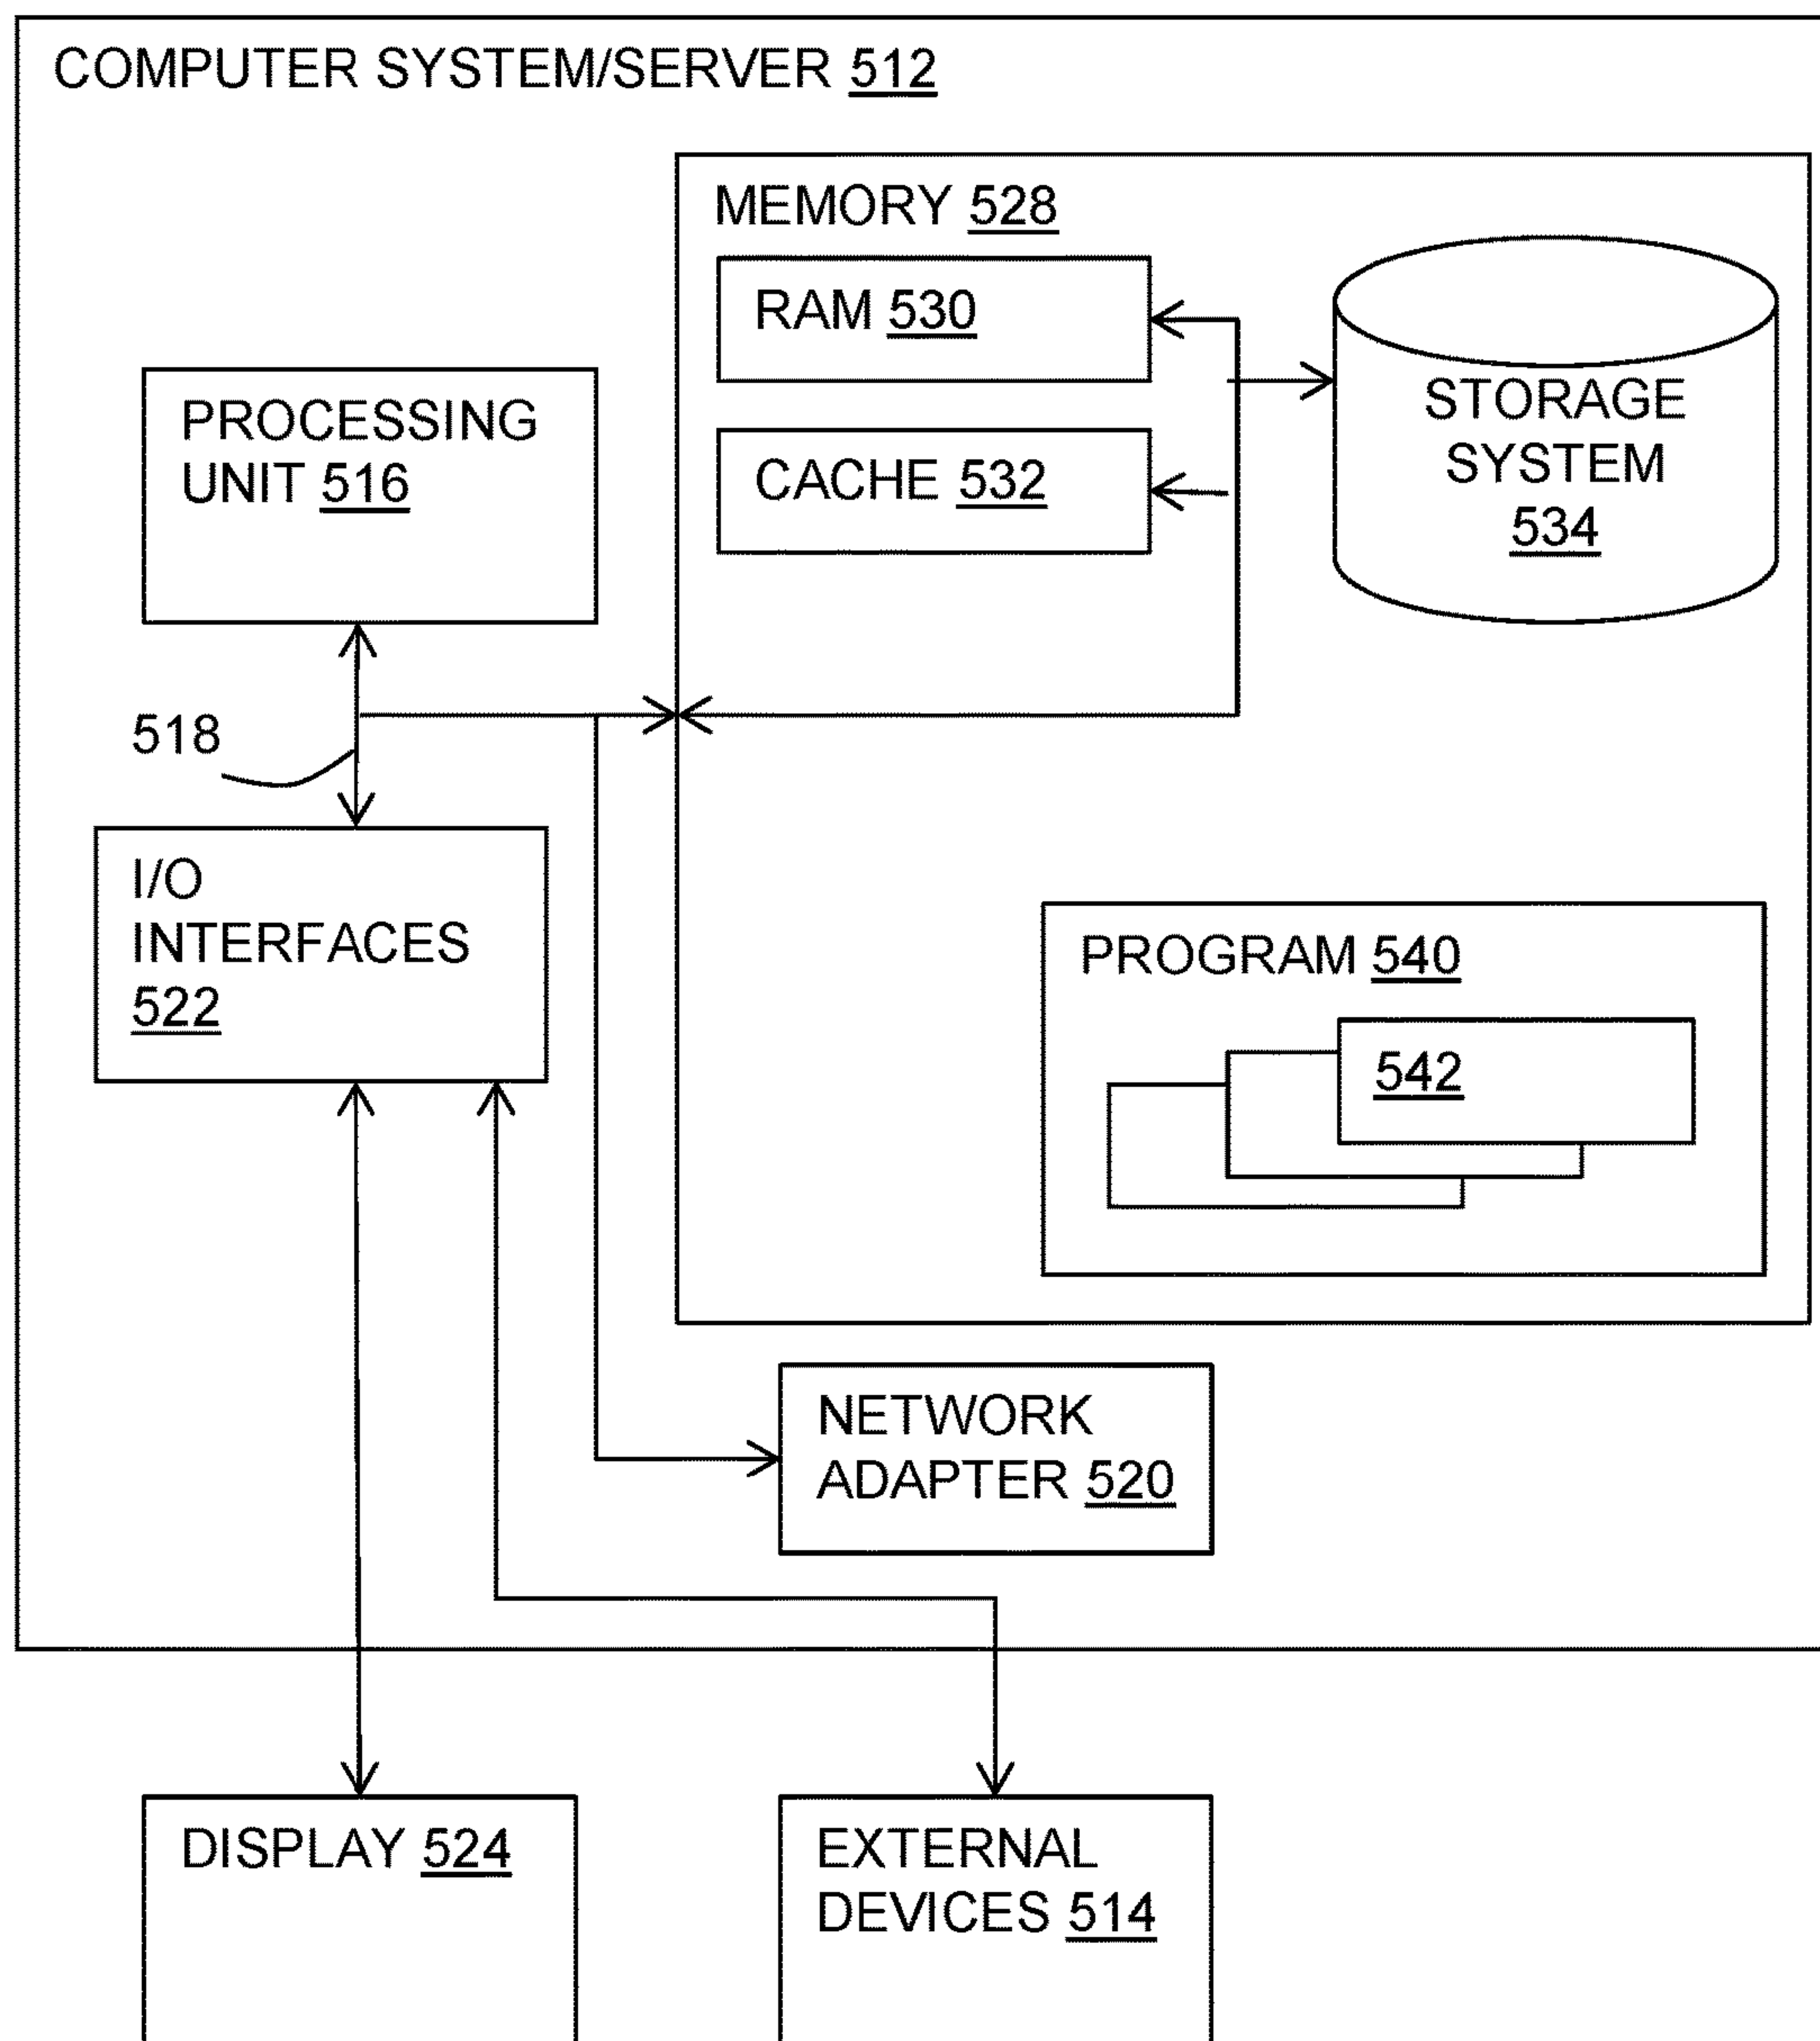 COMPUTER SYSTEM/SERVER 512
MEMORY 528
RAM 530
CACHE 532
STORAGE
SYSTEM
534
PROCESSING
UNIT 516
518
I/O
INTERFACES
522
PROGRAM 540
542
NETWORK
ADAPTER 520
DISPLAY 524
EXTERNAL
DEVICES 514